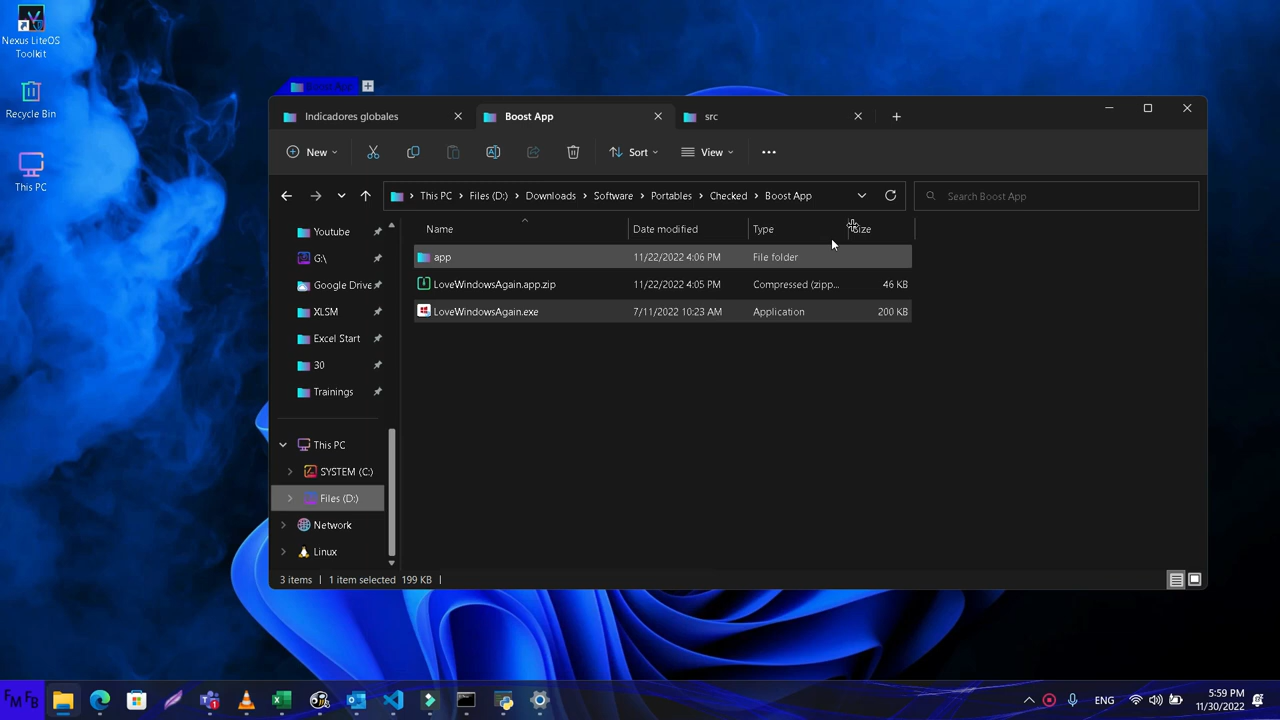 Nexus LiteOS
Toolkit
Recycle Bin
This PC
Indicadores globales
Boost App
src
New
Sort
View
This PC
Files (D:)
Downloads
Software
Portables
Checked
Boost App
Search Boost App
Youtube
G:\
Google Drive
XLSM
Excel Start
30
Trainings
This PC
SYSTEM (C:)
Files (D:)
Network
Linux
Name Date modified Type Size
app 11/22/2022 4:06 PM File folder
LoveWindowsAgain.app.zip 11/22/2022 4:05 PM Compressed (zipp... 46 KB
LoveWindowsAgain.exe 7/11/2022 10:23 AM Application 200 KB
3 items 1 item selected 199 KB
FM FB
ENG
5:59 PM
11/30/2022